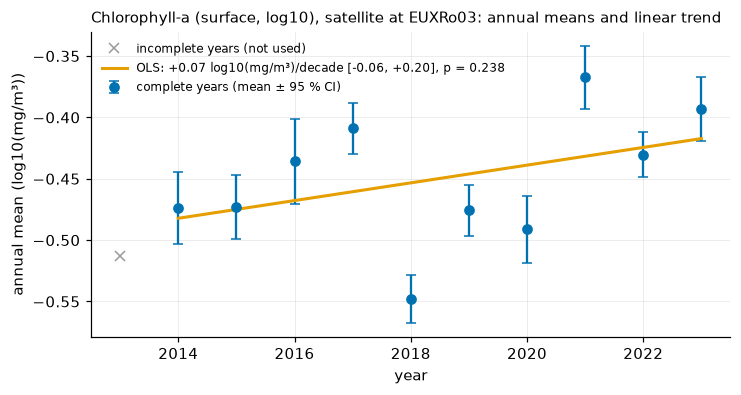 Chlorophyll-a (surface, log10), satellite at EUXRo03: annual means and linear trend
incomplete years (not used)
OLS: +0.07 log10(mg/m³)/decade [-0.06, +0.20], p = 0.238
complete years (mean ± 95 % CI)
annual mean (log10(mg/m³))
−0.35
−0.40
−0.45
−0.50
−0.55
2014
2016
2018
2020
2022
year